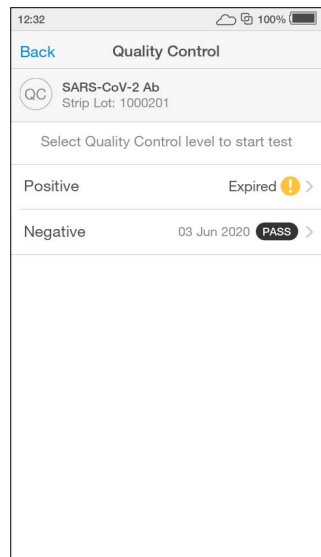 12:32 100%
Back Quality Control
QC SARS-CoV-2 Ab
Strip Lot: 1000201
Select Quality Control level to start test
Positive Expired !
Negative 03 Jun 2020 PASS